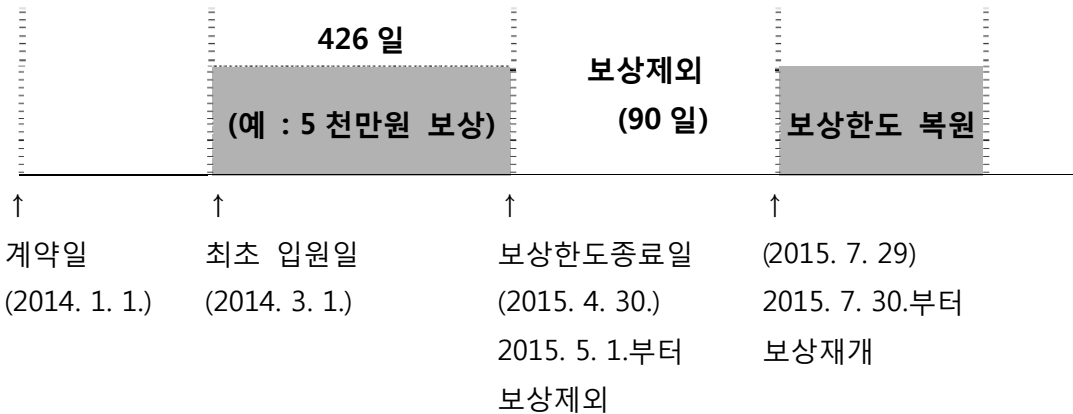 426 일
보상제외
(예 : 5 천만원 보상)
(90 일)
보상한도 복원
↑ ↑ ↑ ↑
계약일 최초 입원일 보상한도종료일 (2015. 7. 29)
(2014. 1. 1.) (2014. 3. 1.) (2015. 4. 30.) 2015. 7. 30.부터
2015. 5. 1.부터 보상재개
보상제외